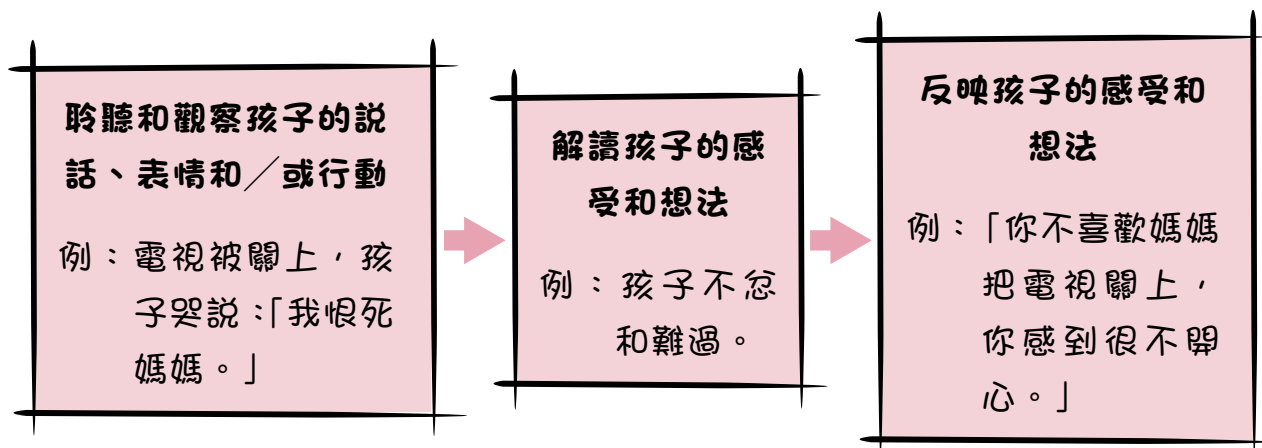 聆聽和觀察孩子的説
話、表情和／或行動
例：電視被關上，孩
子哭説：「我恨死
媽媽。」
解讀孩子的感
受和想法
例：孩子不忿
和難過。
反映孩子的感受和
想法
例：「你不喜歡媽媽
把電視關上，
你感到很不開
心。」